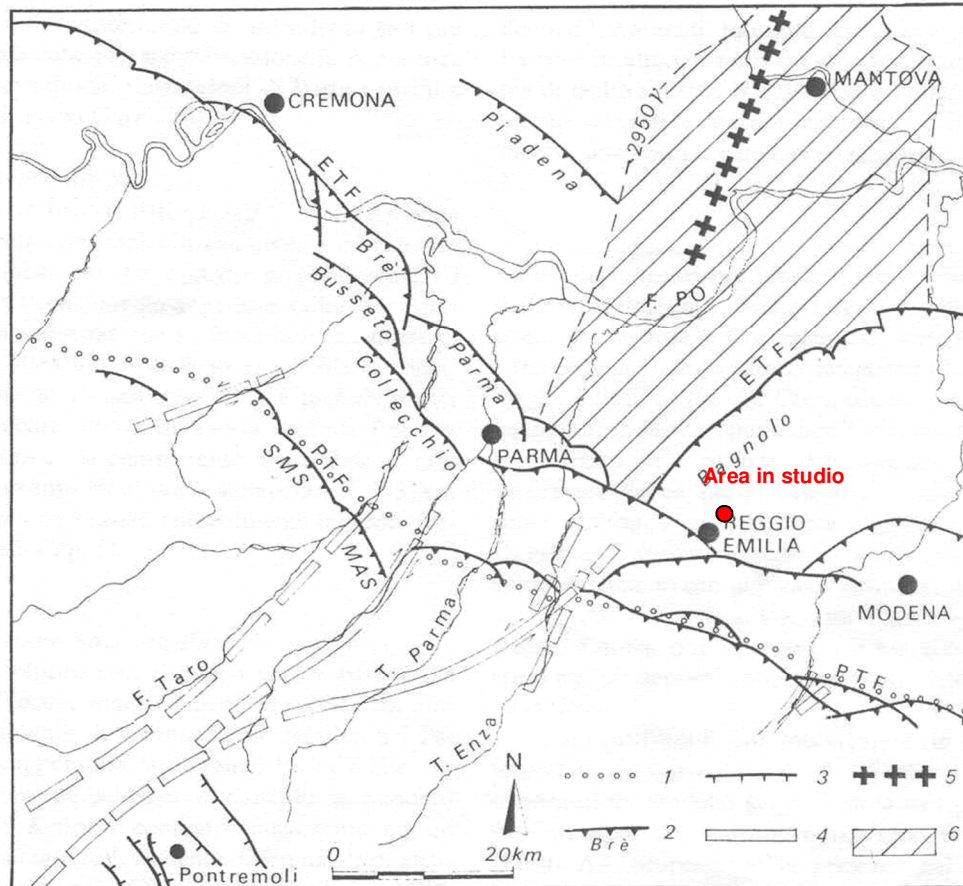 CREMONA
MANTOVA
Piadena
2950γ
ETF
Brè
F. PO
Busseto
Collecchio
Parma
PARMA
ETF
Bagnolo
Area in studio
REGGIO
EMILIA
MODENA
PTF
SMS
MAS
F. Taro
T. Parma
T. Enza
PTF
N
0 20km
Pontremoli
1
2
Brè
3
4
5
6